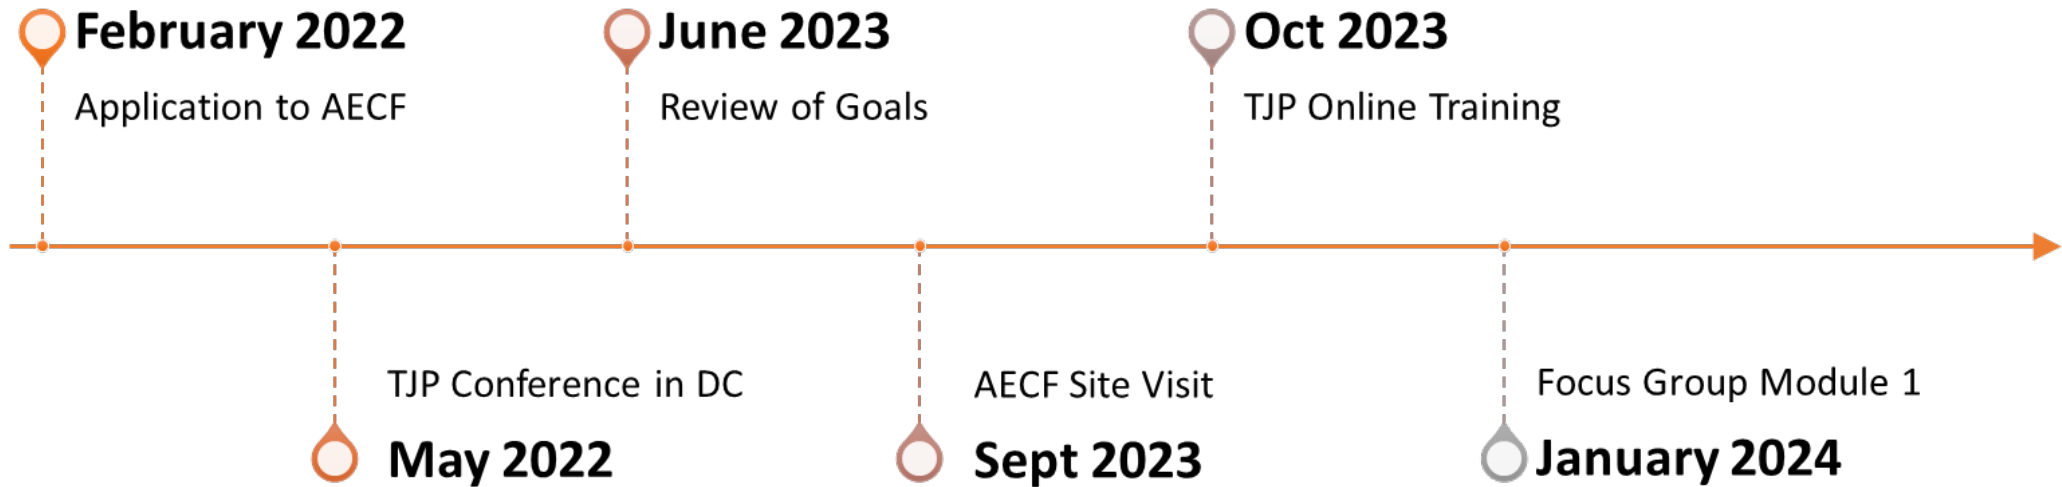 February 2022
Application to AECF
June 2023
Review of Goals
Oct 2023
TJP Online Training
TJP Conference in DC
May 2022
AECF Site Visit
Sept 2023
Focus Group Module 1
January 2024